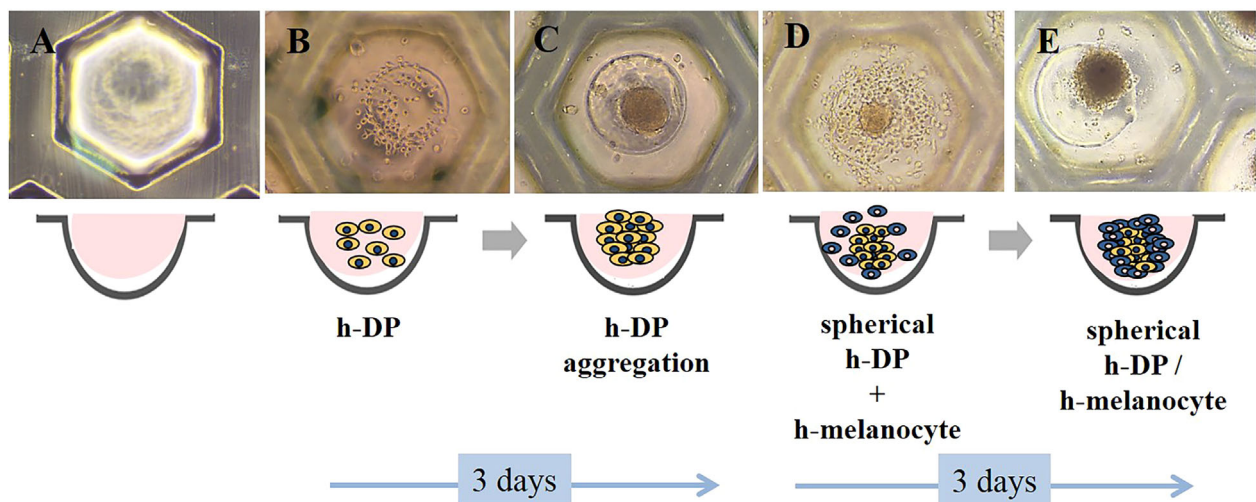 A
B
C
D
E
h-DP
h-DP
aggregation
spherical
h-DP
+
h-melanocyte
spherical
h-DP /
h-melanocyte
3 days
3 days